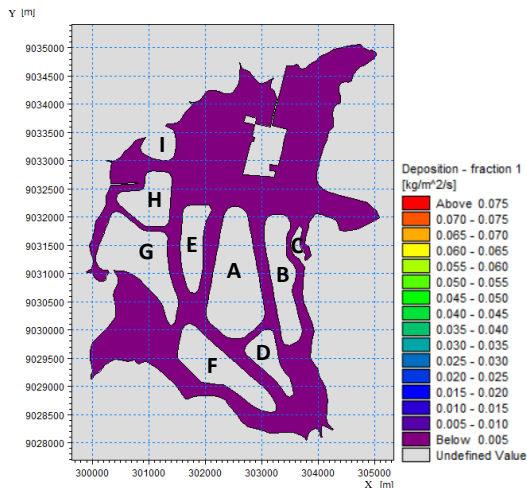 Y [m]
9035000
9034500
9034000
9033500
9033000
9032500
9032000
9031500
9031000
9030500
9030000
9029500
9029000
9028500
9028000
I
H
G
E
A
B
C
D
F
300000 301000 302000 303000 304000 305000
X [m]
Deposition - fraction 1
[kg/m^2/s]
Above 0.075
0.070 - 0.075
0.065 - 0.070
0.060 - 0.065
0.055 - 0.060
0.050 - 0.055
0.045 - 0.050
0.040 - 0.045
0.035 - 0.040
0.030 - 0.035
0.025 - 0.030
0.020 - 0.025
0.015 - 0.020
0.010 - 0.015
0.005 - 0.010
Below 0.005
Undefined Value